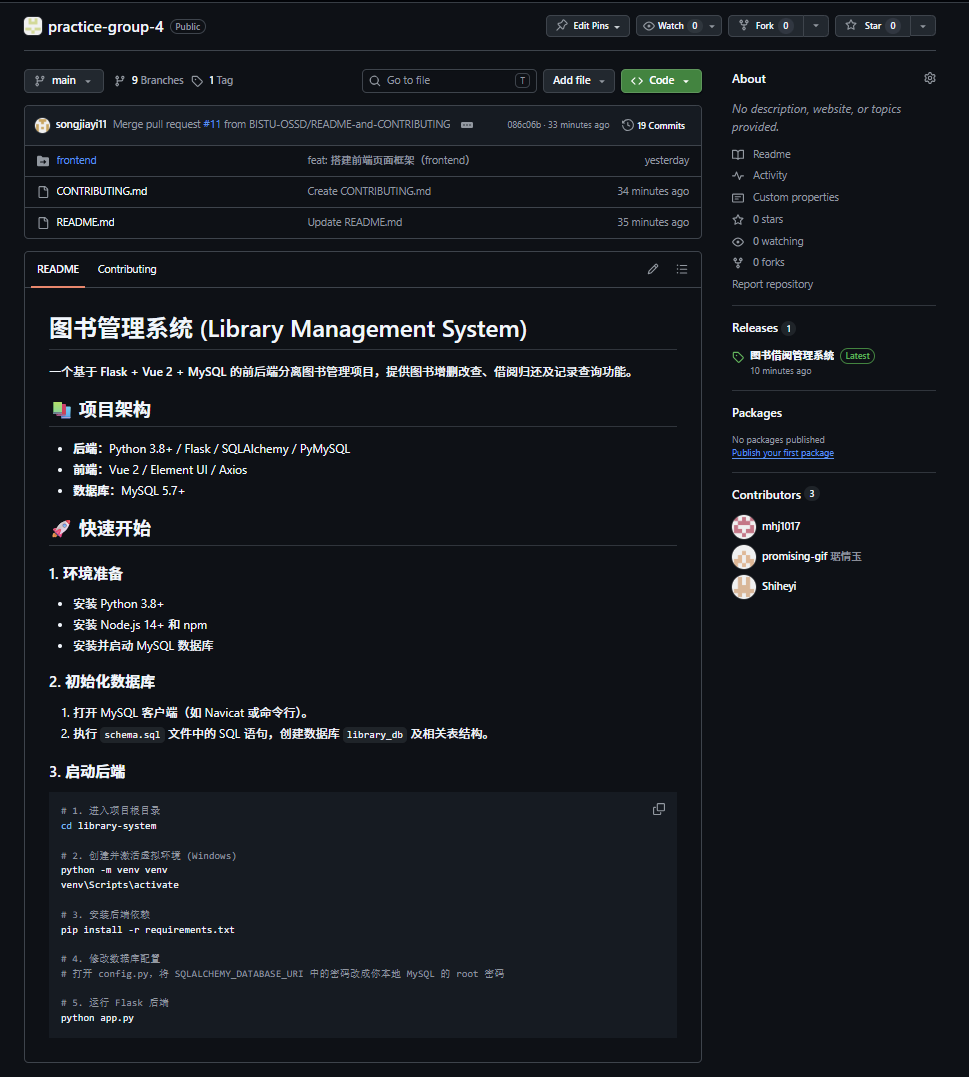 practice-group-4 Public
Edit Pins Watch 0 Fork 0 Star 0
main 9 Branches 1 Tag Go to file T Add file Code
songjiayi11 Merge pull request #11 from BISTU-OSSD/README-and-CONTRIBUTING 086c06b · 33 minutes ago 19 Commits
frontend feat: 搭建前端页面框架（frontend） yesterday
CONTRIBUTING.md Create CONTRIBUTING.md 34 minutes ago
README.md Update README.md 35 minutes ago
README Contributing
图书管理系统 (Library Management System)
一个基于 Flask + Vue 2 + MySQL 的前后端分离图书管理项目，提供图书增删改查、借阅归还及记录查询功能。
📚 项目架构
• 后端：Python 3.8+ / Flask / SQLAlchemy / PyMySQL
• 前端：Vue 2 / Element UI / Axios
• 数据库：MySQL 5.7+
🚀 快速开始
1. 环境准备
• 安装 Python 3.8+
• 安装 Node.js 14+ 和 npm
• 安装并启动 MySQL 数据库
2. 初始化数据库
1. 打开 MySQL 客户端（如 Navicat 或命令行）。
2. 执行 schema.sql 文件中的 SQL 语句，创建数据库 library_db 及相关表结构。
3. 启动后端
# 1. 进入项目根目录
cd library-system
# 2. 创建并激活虚拟环境 (Windows)
python -m venv venv
venv\Scripts\activate
# 3. 安装后端依赖
pip install -r requirements.txt
# 4. 修改数据库配置
# 打开 config.py，将 SQLALCHEMY_DATABASE_URI 中的密码改成你本地 MySQL 的 root 密码
# 5. 运行 Flask 后端
python app.py
About
No description, website, or topics
provided.
Readme
Activity
Custom properties
0 stars
0 watching
0 forks
Report repository
Releases 1
图书借阅管理系统 Latest
10 minutes ago
Packages
No packages published
Publish your first package
Contributors 3
mhj1017
promising-gif 琚情玉
Shiheyi